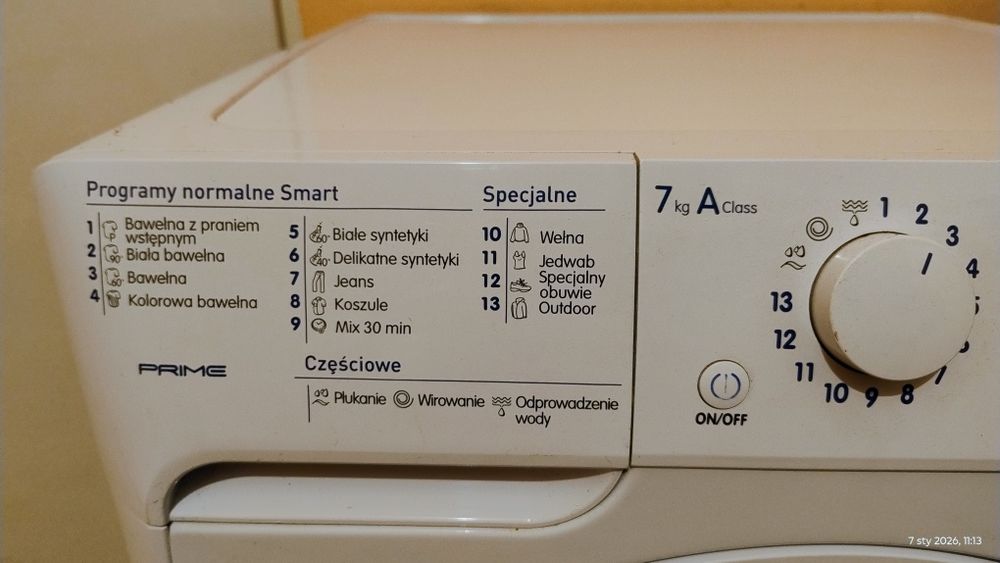 Programy normalne Smart
1 Bawełna z praniem wstępnym
2 Biała bawełna
3 Bawełna
4 Kolorowa bawełna
5 Białe syntetyki
6 Delikatne syntetyki
7 Jeans
8 Koszule
9 Mix 30 min
Specjalne
10 Wełna
11 Jedwab
12 Specjalny obuwie
13 Outdoor
Częściowe
Płukanie Wirowanie Odprowadzenie wody
PRIME
7 kg A Class
1
2
3
4
7
8
9
10
11
12
13
ON/OFF
7 sty 2026, 11:13